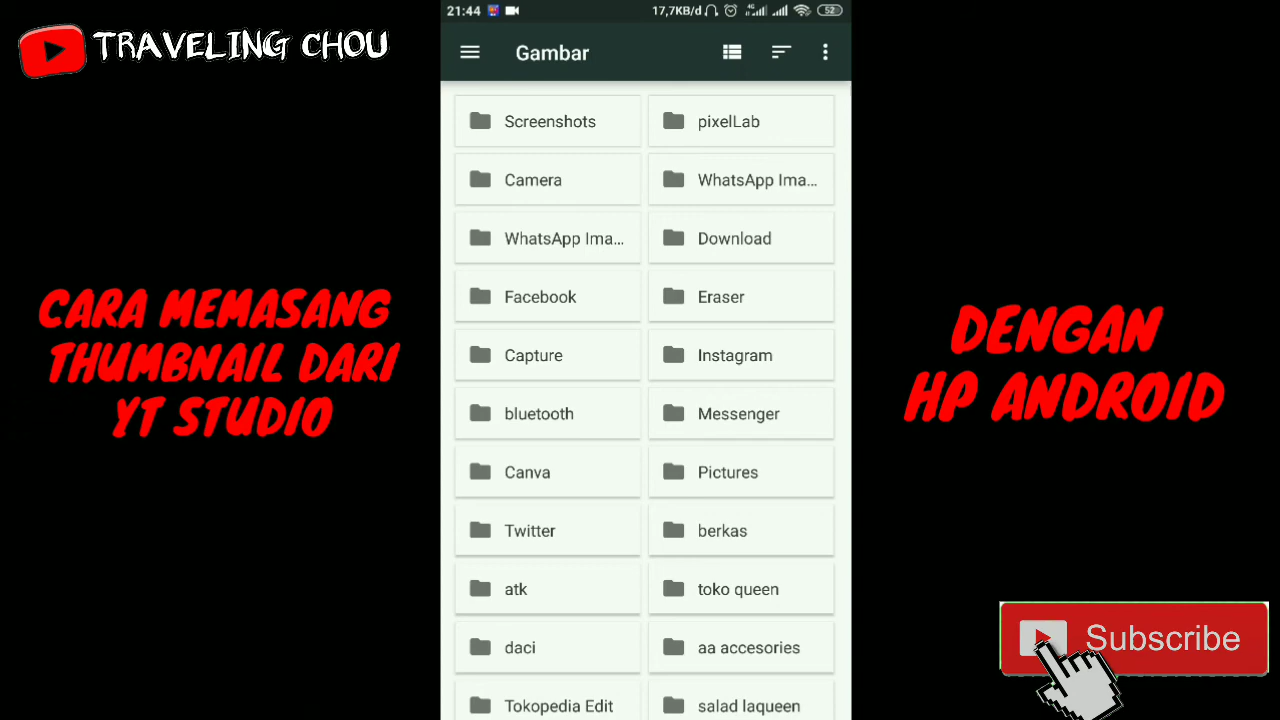 TRAVELING CHOU
CARA MEMASANG
THUMBNAIL DARI
YT STUDIO
21:44
17,7KB/d
4G
52
Gambar
Screenshots
pixelLab
Camera
WhatsApp Ima...
WhatsApp Ima...
Download
Facebook
Eraser
Capture
Instagram
bluetooth
Messenger
Canva
Pictures
Twitter
berkas
atk
toko queen
daci
aa accesories
Tokopedia Edit
salad laqueen
DENGAN
HP ANDROID
Subscribe